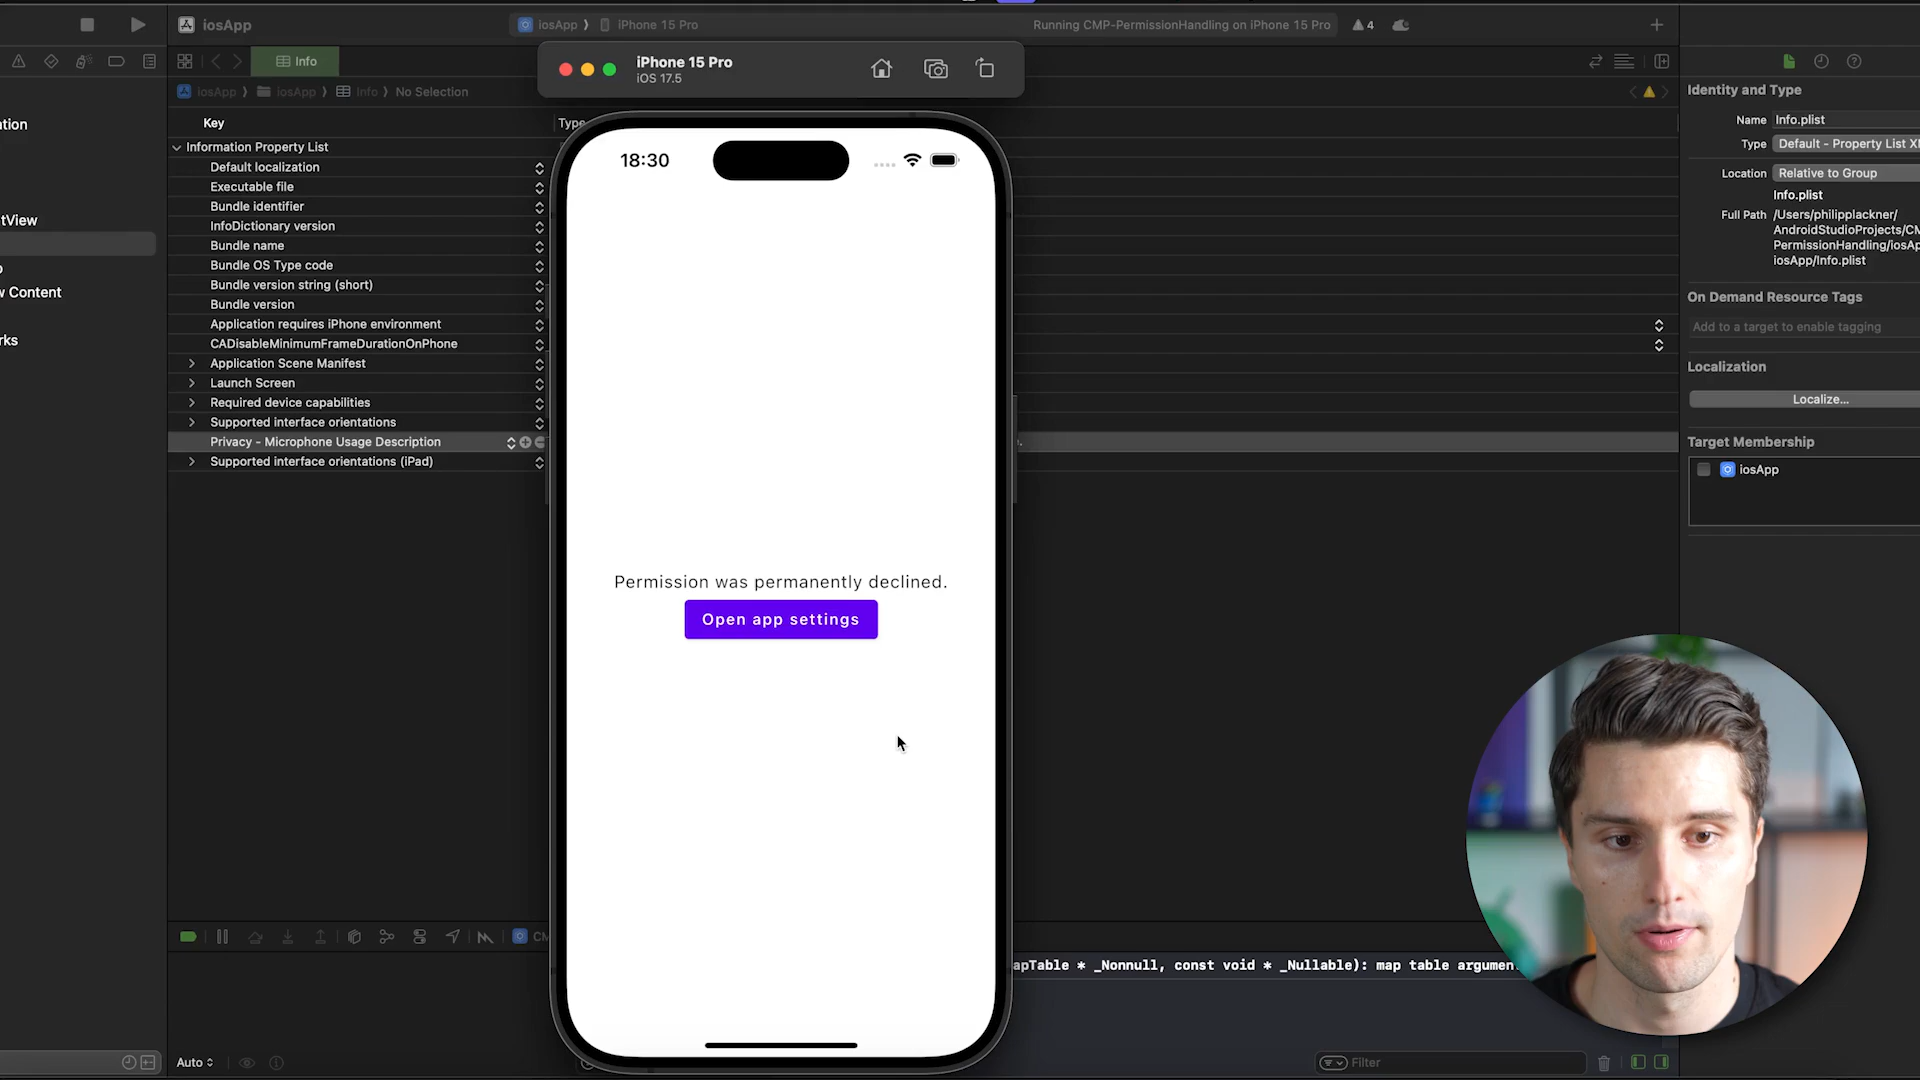 iosApp
iosApp
iPhone 15 Pro
Running CMP-PermissionHandling on iPhone 15 Pro
4
Info
iPhone 15 Pro
iOS 17.5
iosApp
iosApp
Info
No Selection
Key
Type
Information Property List
Default localization
Executable file
Bundle identifier
InfoDictionary version
Bundle name
Bundle OS Type code
Bundle version string (short)
Bundle version
Application requires iPhone environment
CADisableMinimumFrameDurationOnPhone
Application Scene Manifest
Launch Screen
Required device capabilities
Supported interface orientations
Privacy - Microphone Usage Description
Supported interface orientations (iPad)
ation
tView
w Content
rks
18:30
Permission was permanently declined.
Open app settings
Identity and Type
Name Info.plist
Type Default - Property List X
Location Relative to Group
Info.plist
Full Path /Users/philipplackner/
AndroidStudioProjects/CM
PermissionHandling/iosAp
iosApp/Info.plist
On Demand Resource Tags
Add to a target to enable tagging
Localization
Localize...
Target Membership
iosApp
CM
apTable * _Nonnull, const void * _Nullable): map table argument
Auto
Filter